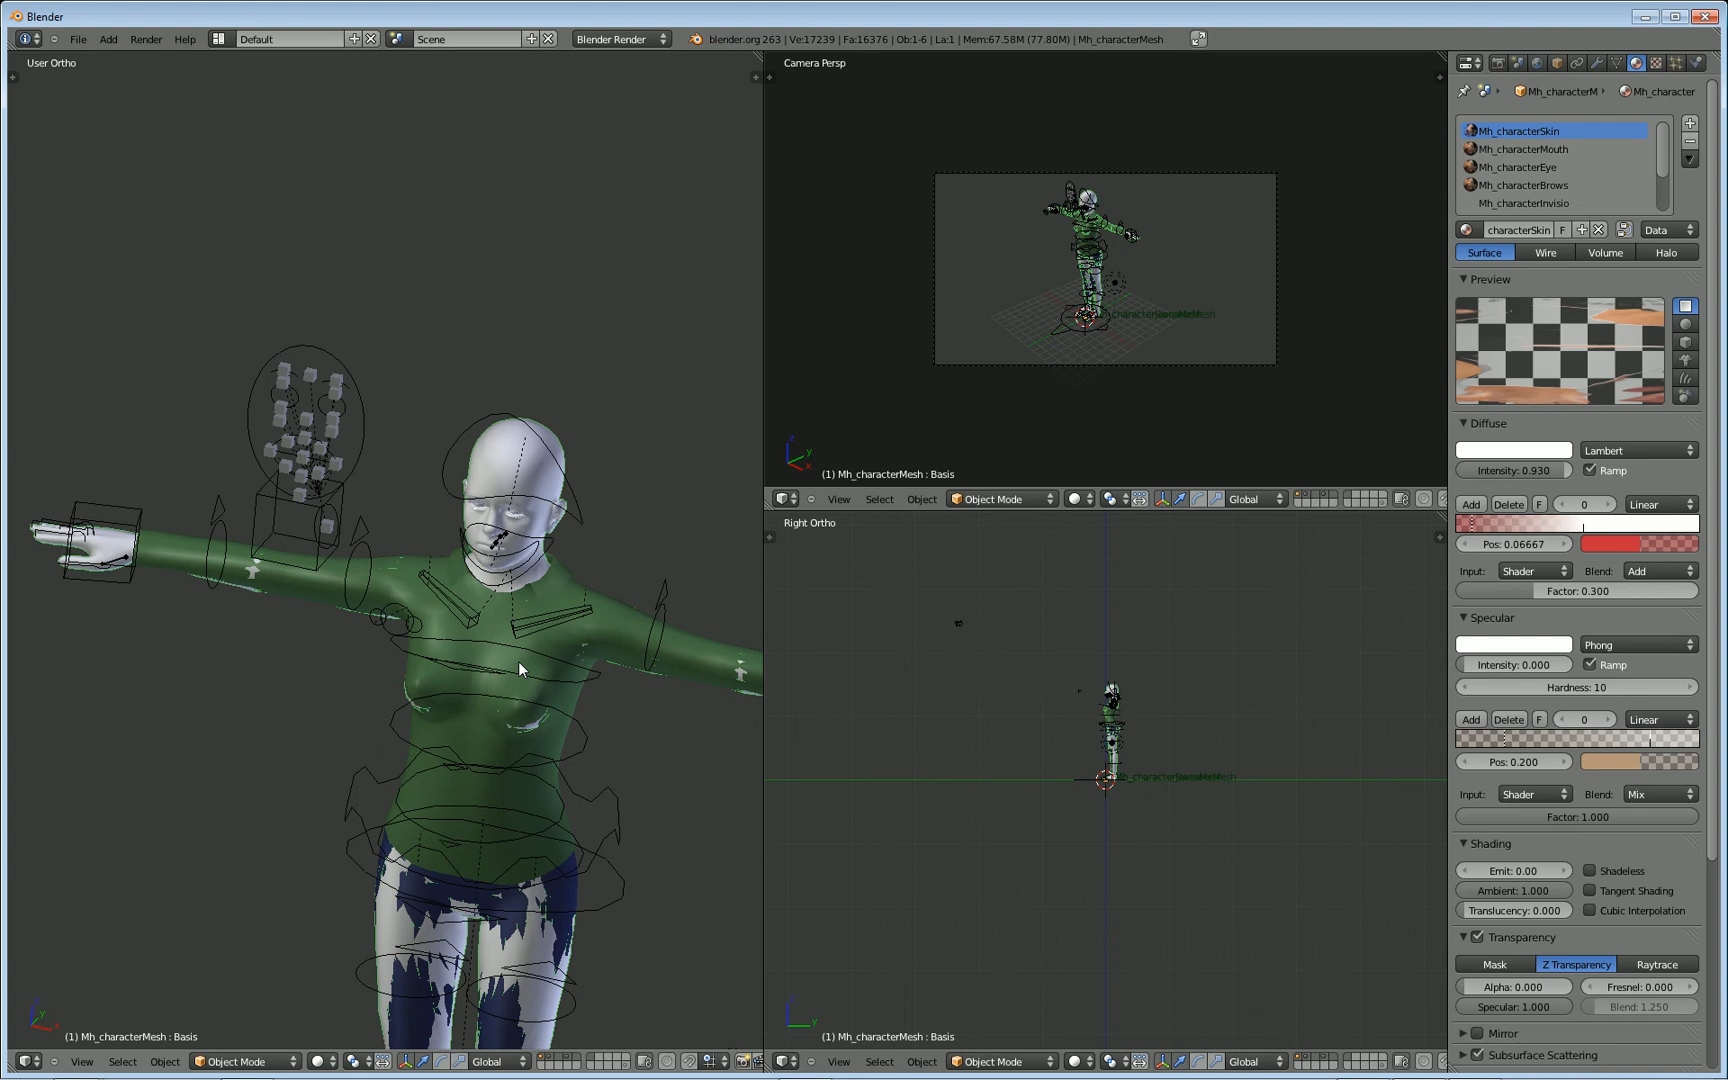 Blender
File Add Render Help Default Scene Blender Render blender.org 263 | Ve:17239 | Fa:16376 | Ob:1-6 | La:1 | Mem:67.58M (77.80M) | Mh_characterMesh
User Ortho
Camera Persp
Mh_characterM
Mh_character
Mh_characterSkin
Mh_characterMouth
Mh_characterEye
Mh_characterBrows
Mh_characterInvisio
characterSkin F Data
Surface Wire Volume Halo
Preview
Diffuse
Lambert
Intensity: 0.930 Ramp
Add Delete F 0 Linear
Pos: 0.06667
Input: Shader Blend: Add
Factor: 0.300
Specular
Phong
Intensity: 0.000 Ramp
Hardness: 10
Add Delete F 0 Linear
Pos: 0.200
Input: Shader Blend: Mix
Factor: 1.000
Shading
Emit: 0.00 Shadeless
Ambient: 1.000 Tangent Shading
Translucency: 0.000 Cubic Interpolation
Transparency
Mask Z Transparency Raytrace
Alpha: 0.000 Fresnel: 0.000
Specular: 1.000 Blend: 1.250
Mirror
Subsurface Scattering
z
y
x
(1) Mh_characterMesh : Basis
View Select Object Object Mode Global
Right Ortho
y
(1) Mh_characterMesh : Basis
View Select Object Object Mode Global
y
x
(1) Mh_characterMesh : Basis
View Select Object Object Mode Global